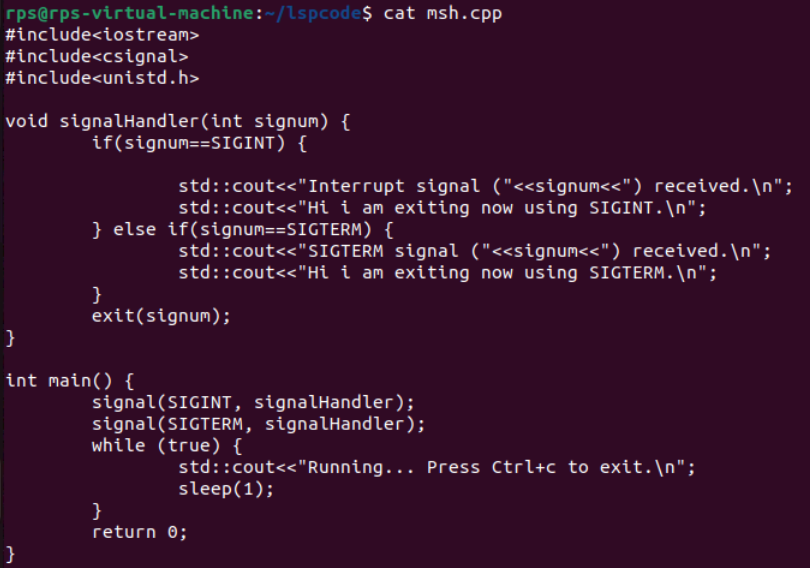 rps@rps-virtual-machine:~/lspcode$ cat msh.cpp
#include<iostream>
#include<csignal>
#include<unistd.h>

void signalHandler(int signum) {
        if(signum==SIGINT) {

                std::cout<<"Interrupt signal ("<<signum<<") received.\n";
                std::cout<<"Hi i am exiting now using SIGINT.\n";
        } else if(signum==SIGTERM) {
                std::cout<<"SIGTERM signal ("<<signum<<") received.\n";
                std::cout<<"Hi i am exiting now using SIGTERM.\n";
        }
        exit(signum);
}

int main() {
        signal(SIGINT, signalHandler);
        signal(SIGTERM, signalHandler);
        while (true) {
                std::cout<<"Running... Press Ctrl+c to exit.\n";
                sleep(1);
        }
        return 0;
}